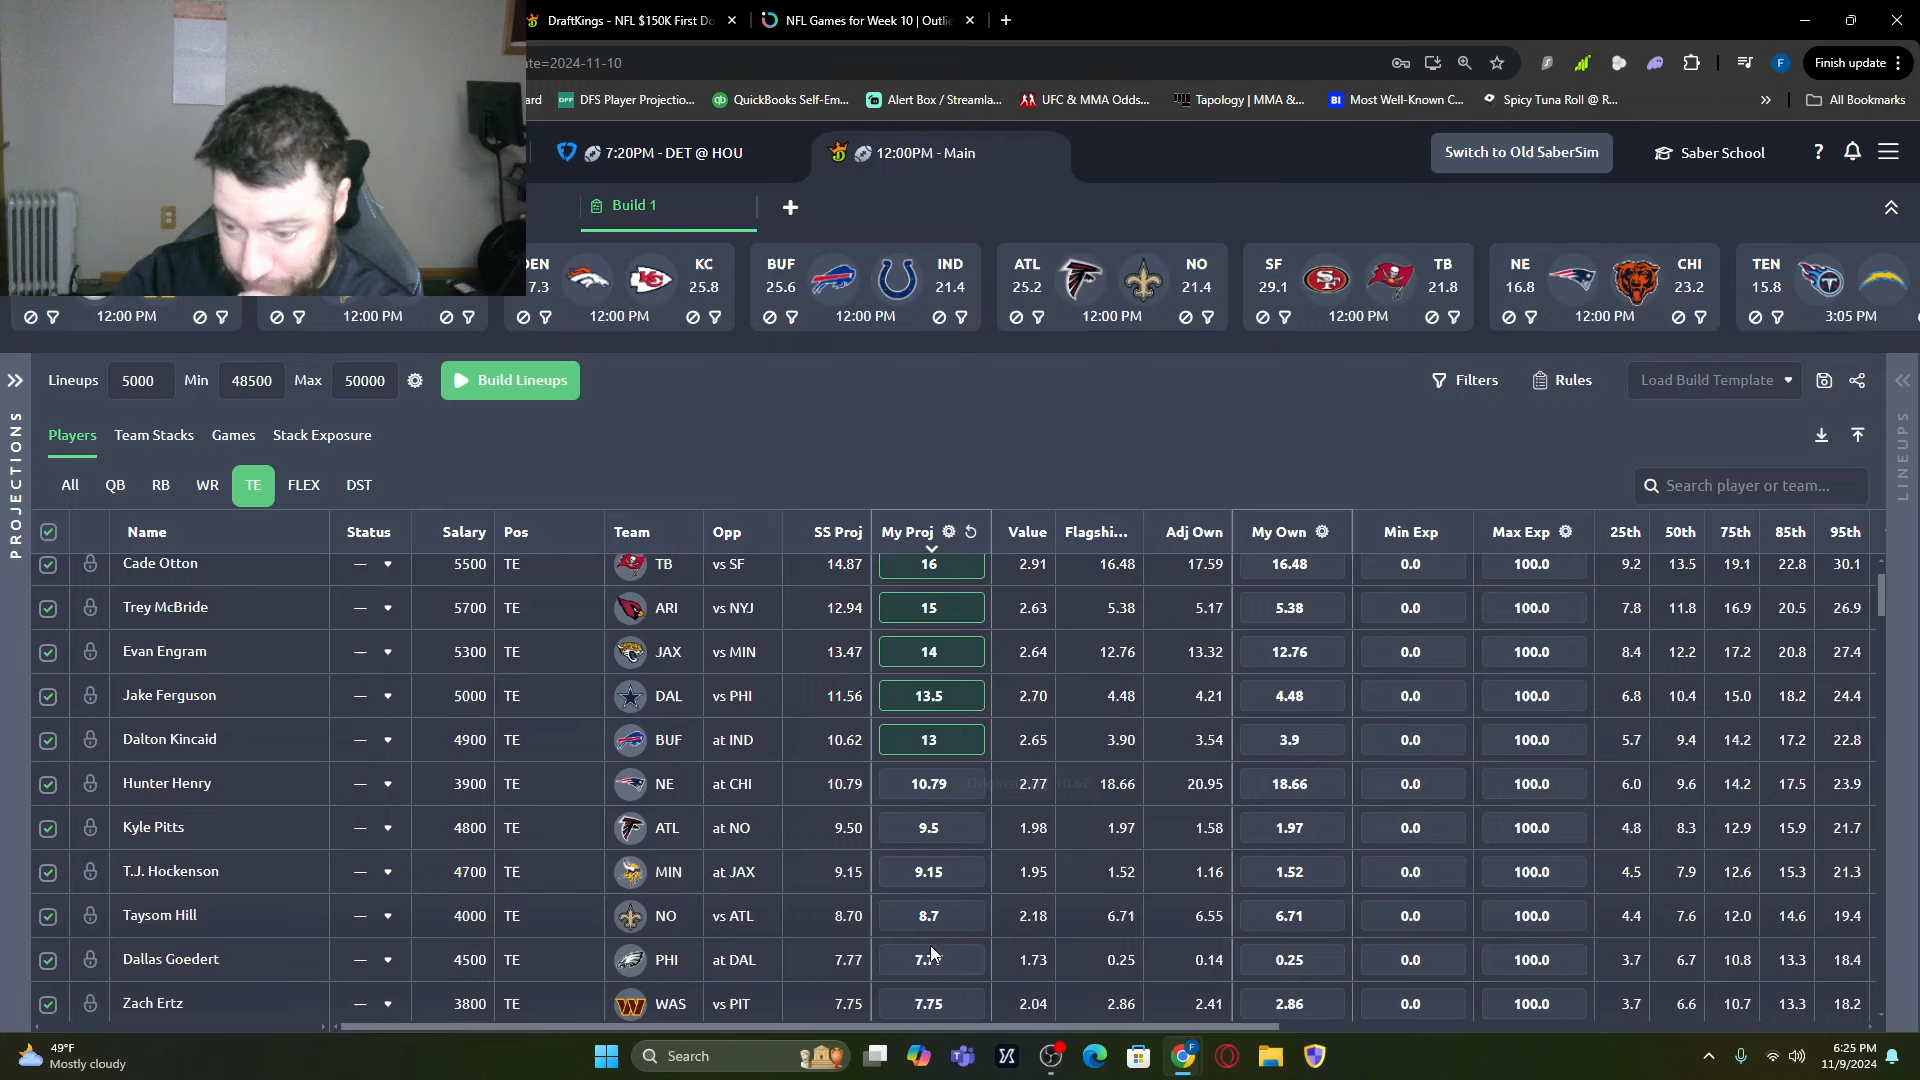 DraftKings - NFL $150K First Do
NFL Games for Week 10 | Outlie
te=2024-11-10
Finish update
ard
DFS Player Projectio...
QuickBooks Self-Em...
Alert Box / Streamla...
UFC & MMA Odds...
Tapology | MMA &...
Most Well-Known C...
Spicy Tuna Roll @ R...
All Bookmarks
7:20PM - DET @ HOU
12:00PM - Main
Switch to Old SaberSim
Saber School
Build 1
DEN KC
7.3 25.8
12:00 PM
BUF IND
25.6 21.4
12:00 PM
ATL NO
25.2 21.4
12:00 PM
SF TB
29.1 21.8
12:00 PM
NE CHI
16.8 23.2
12:00 PM
TEN
15.8
3:05 PM
12:00 PM
12:00 PM
PROJECTIONS
LINEUPS
Lineups 5000 Min 48500 Max 50000 Build Lineups Filters Rules Load Build Template
Players Team Stacks Games Stack Exposure
All QB RB WR TE FLEX DST Search player or team...
Name Status Salary Pos Team Opp SS Proj My Proj Value Flagshi... Adj Own My Own Min Exp Max Exp 25th 50th 75th 85th 95th
Cade Otton — 5500 TE TB vs SF 14.87 16 2.91 16.48 17.59 16.48 0.0 100.0 9.2 13.5 19.1 22.8 30.1
Trey McBride — 5700 TE ARI vs NYJ 12.94 15 2.63 5.38 5.17 5.38 0.0 100.0 7.8 11.8 16.9 20.5 26.9
Evan Engram — 5300 TE JAX vs MIN 13.47 14 2.64 12.76 13.32 12.76 0.0 100.0 8.4 12.2 17.2 20.8 27.4
Jake Ferguson — 5000 TE DAL vs PHI 11.56 13.5 2.70 4.48 4.21 4.48 0.0 100.0 6.8 10.4 15.0 18.2 24.4
Dalton Kincaid — 4900 TE BUF at IND 10.62 13 2.65 3.90 3.54 3.9 0.0 100.0 5.7 9.4 14.2 17.2 22.8
Hunter Henry — 3900 TE NE at CHI 10.79 10.79 2.77 18.66 20.95 18.66 0.0 100.0 6.0 9.6 14.2 17.5 23.9
Kyle Pitts — 4800 TE ATL at NO 9.50 9.5 1.98 1.97 1.58 1.97 0.0 100.0 4.8 8.3 12.9 15.9 21.7
T.J. Hockenson — 4700 TE MIN at JAX 9.15 9.15 1.95 1.52 1.16 1.52 0.0 100.0 4.5 7.9 12.6 15.3 21.3
Taysom Hill — 4000 TE NO vs ATL 8.70 8.7 2.18 6.71 6.55 6.71 0.0 100.0 4.4 7.6 12.0 14.6 19.4
Dallas Goedert — 4500 TE PHI at DAL 7.77 1.73 0.25 0.14 0.25 0.0 100.0 3.7 6.7 10.8 13.3 18.4
Zach Ertz — 3800 TE WAS vs PIT 7.75 7.75 2.04 2.86 2.41 2.86 0.0 100.0 3.7 6.6 10.7 13.3 18.2
49°F
Mostly cloudy
Search
6:25 PM
11/9/2024